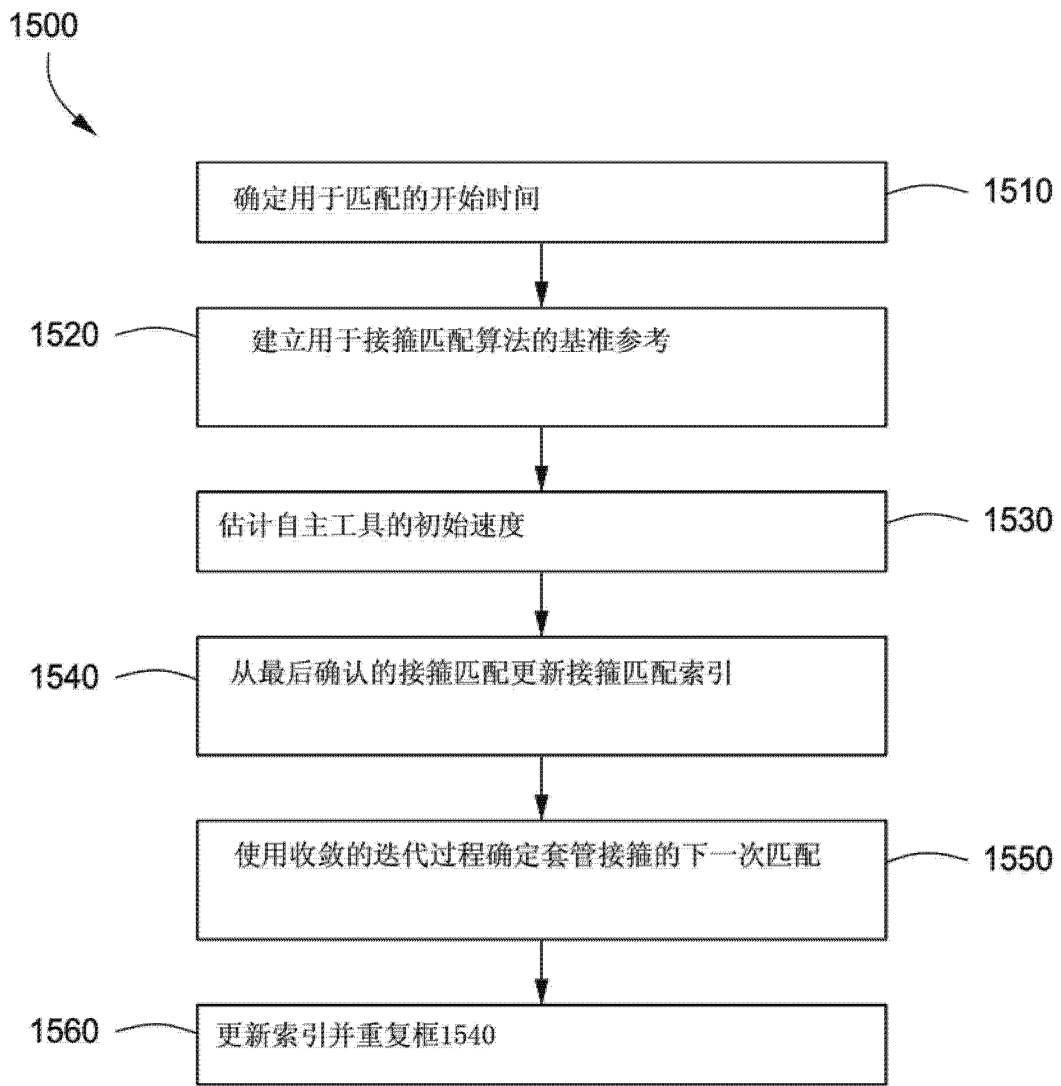 1500
确定用于匹配的开始时间
1510
1520
建立用于接箍匹配算法的基准参考
估计自主工具的初始速度
1530
1540
从最后确认的接箍匹配更新接箍匹配索引
使用收敛的迭代过程确定套管接箍的下一次匹配
1550
1560
更新索引并重复框1540